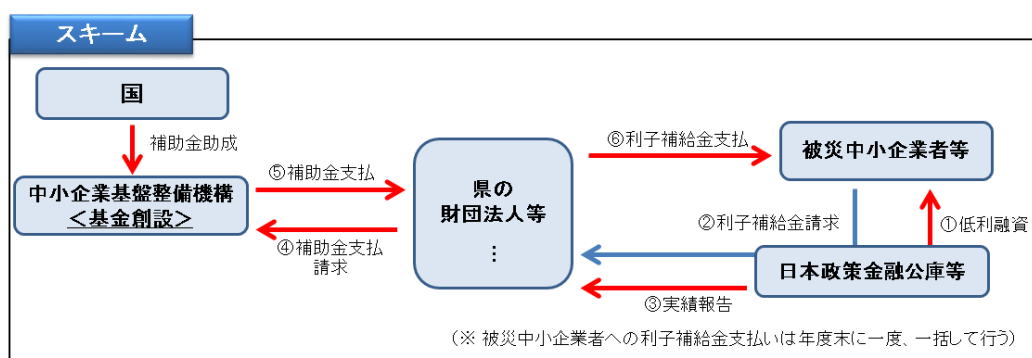 スキーム
国
補助金助成
中小企業基盤整備機構
＜基金創設＞
⑤補助金支払
④補助金支払
請求
県の
財団法人等
⋮
⑥利子補給金支払
被災中小企業者等
②利子補給金請求
①低利融資
日本政策金融公庫等
③実績報告
（※ 被災中小企業者への利子補給金支払いは年度末に一度、一括して行う）